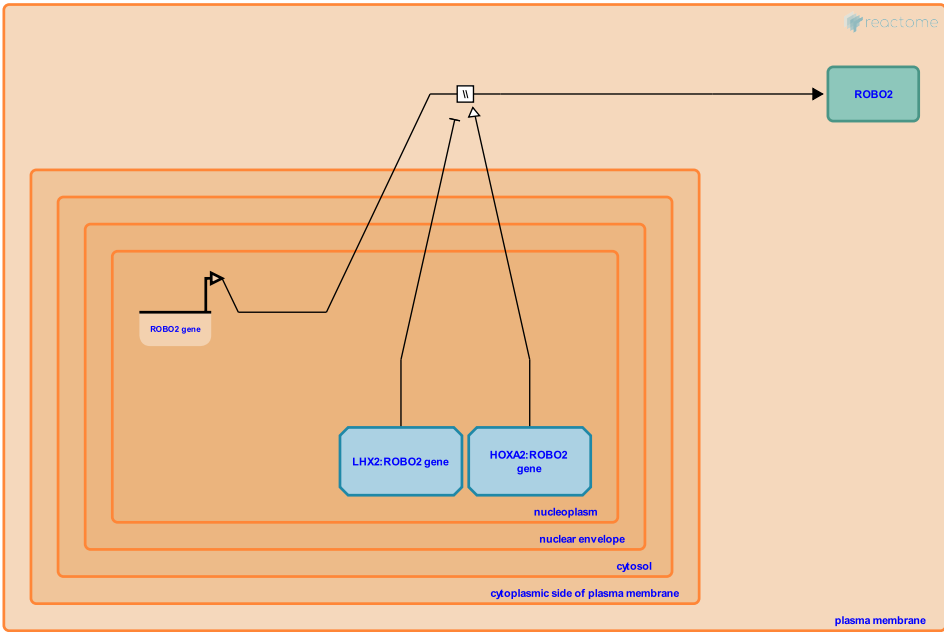 reactome
\\
ROBO2
ROBO2 gene
LHX2:ROBO2 gene
HOXA2:ROBO2
gene
nucleoplasm
nuclear envelope
cytosol
cytoplasmic side of plasma membrane
plasma membrane